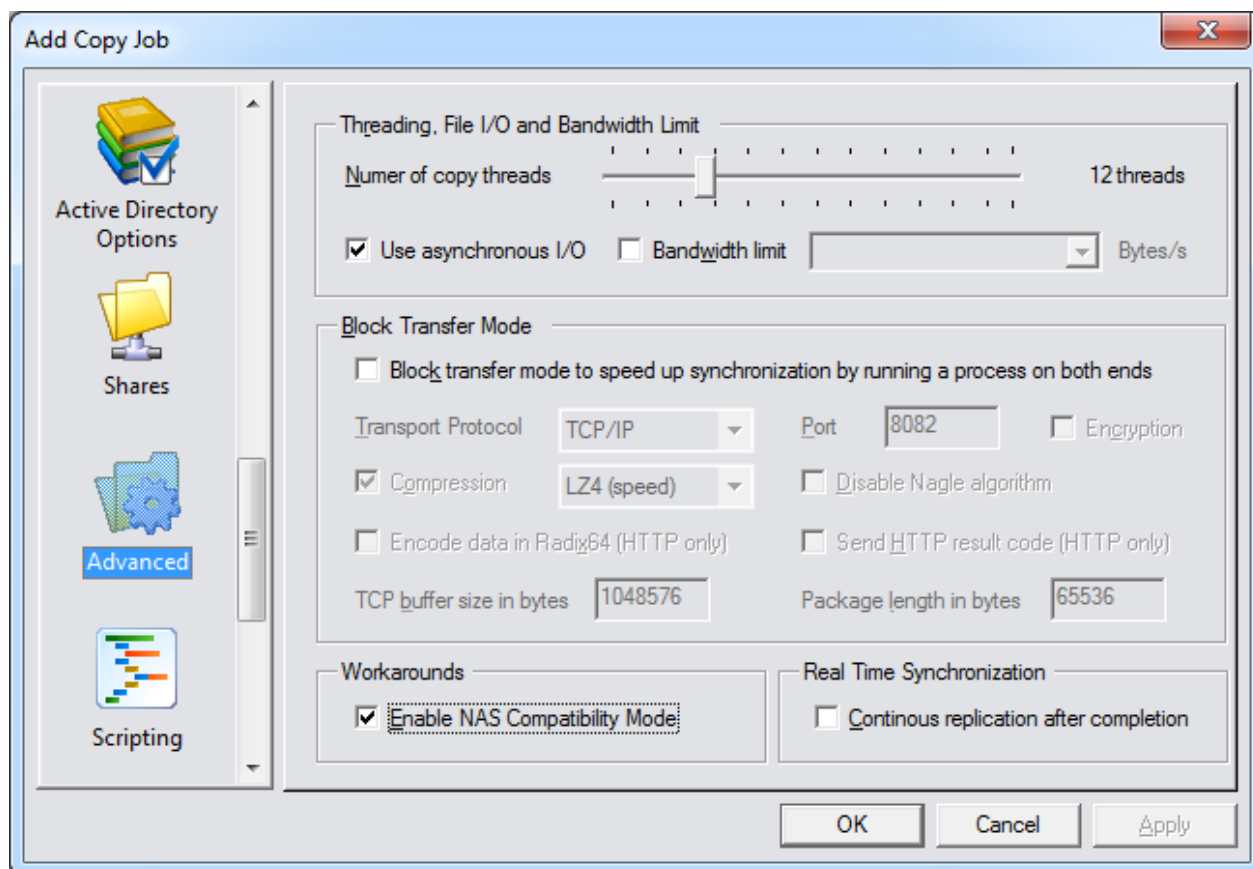 Add Copy Job
Active Directory
Options
Shares
Advanced
Scripting
Threading, File I/O and Bandwidth Limit
Numer of copy threads
12 threads
Use asynchronous I/O
Bandwidth limit
Bytes/s
Block Transfer Mode
Block transfer mode to speed up synchronization by running a process on both ends
Transport Protocol
TCP/IP
Port
8082
Encryption
Compression
LZ4 (speed)
Disable Nagle algorithm
Encode data in Radix64 (HTTP only)
Send HTTP result code (HTTP only)
TCP buffer size in bytes
1048576
Package length in bytes
65536
Workarounds
Enable NAS Compatibility Mode
Real Time Synchronization
Continous replication after completion
OK
Cancel
Apply